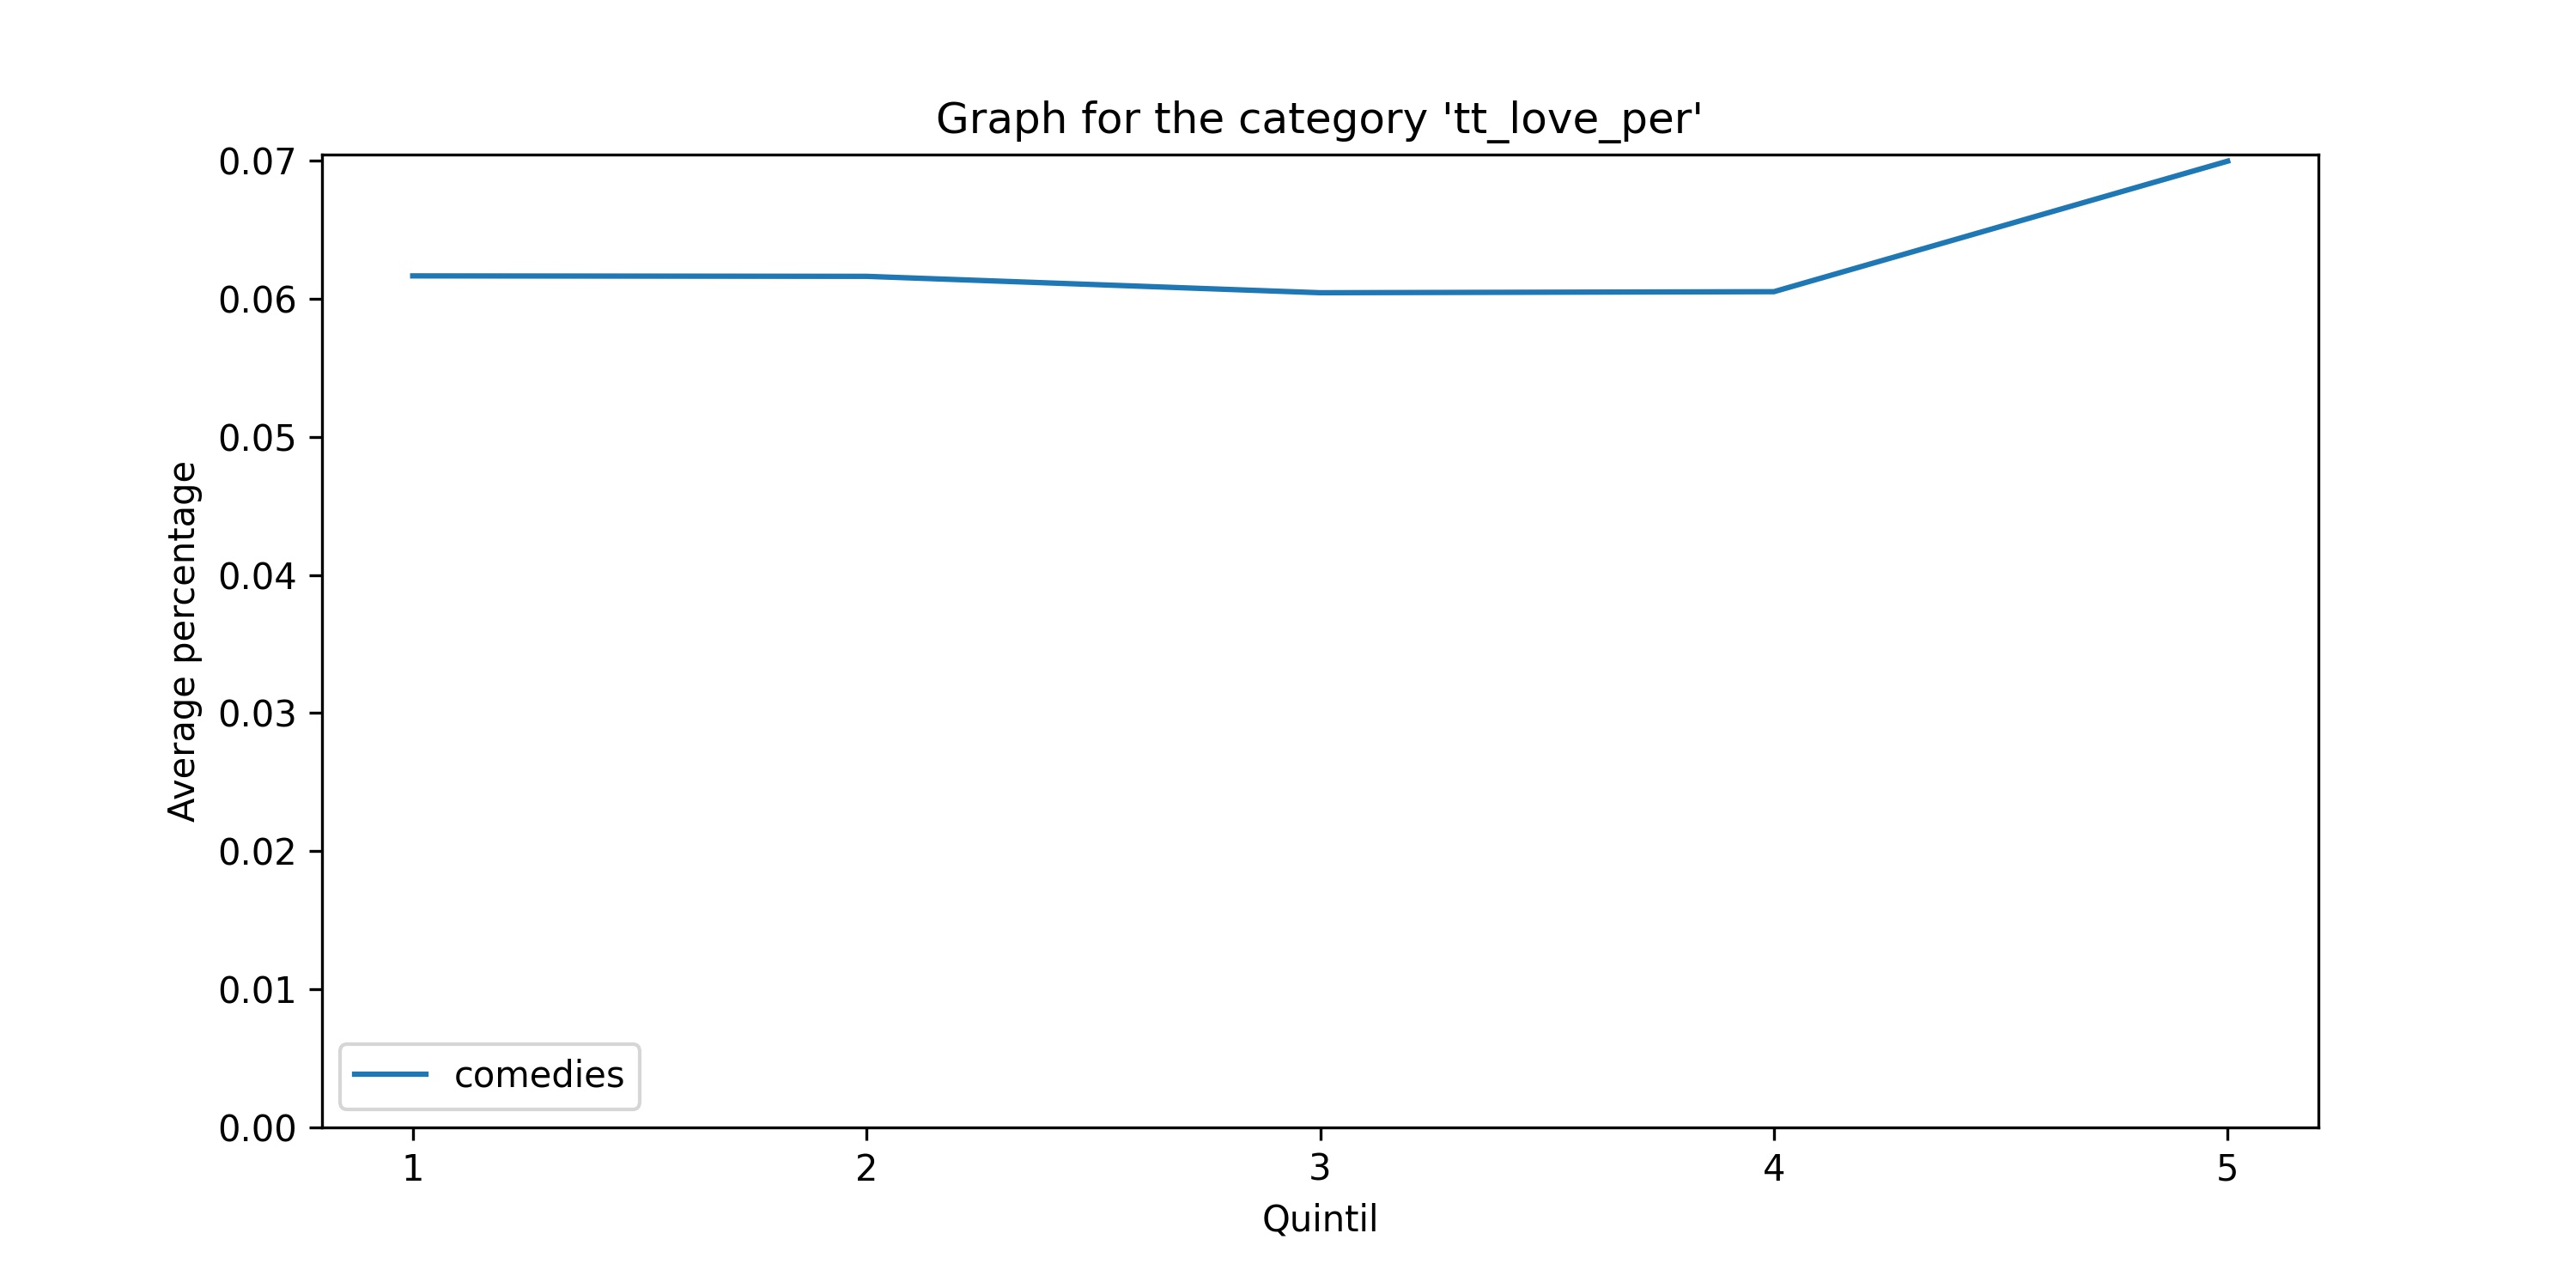 Graph for the category 'tt_love_per'
0.07
0.06
0.05
0.04
0.03
0.02
0.01
0.00
Average percentage
comedies
1 2 3 4 5
Quintil